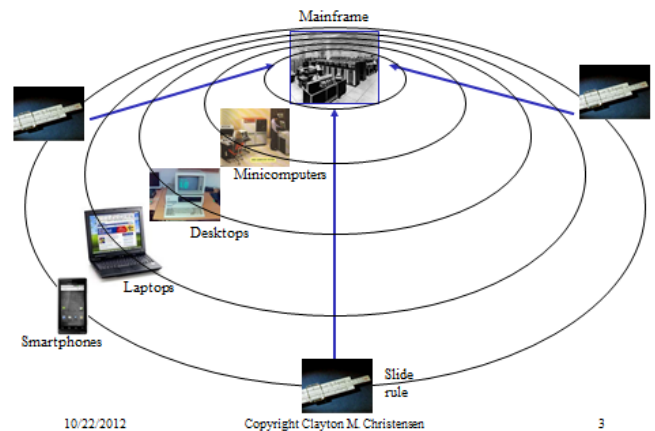 Mainframe
Minicomputers
Desktops
Laptops
Smartphones
Slide
rule
10/22/2012
Copyright Clayton M. Christensen
3